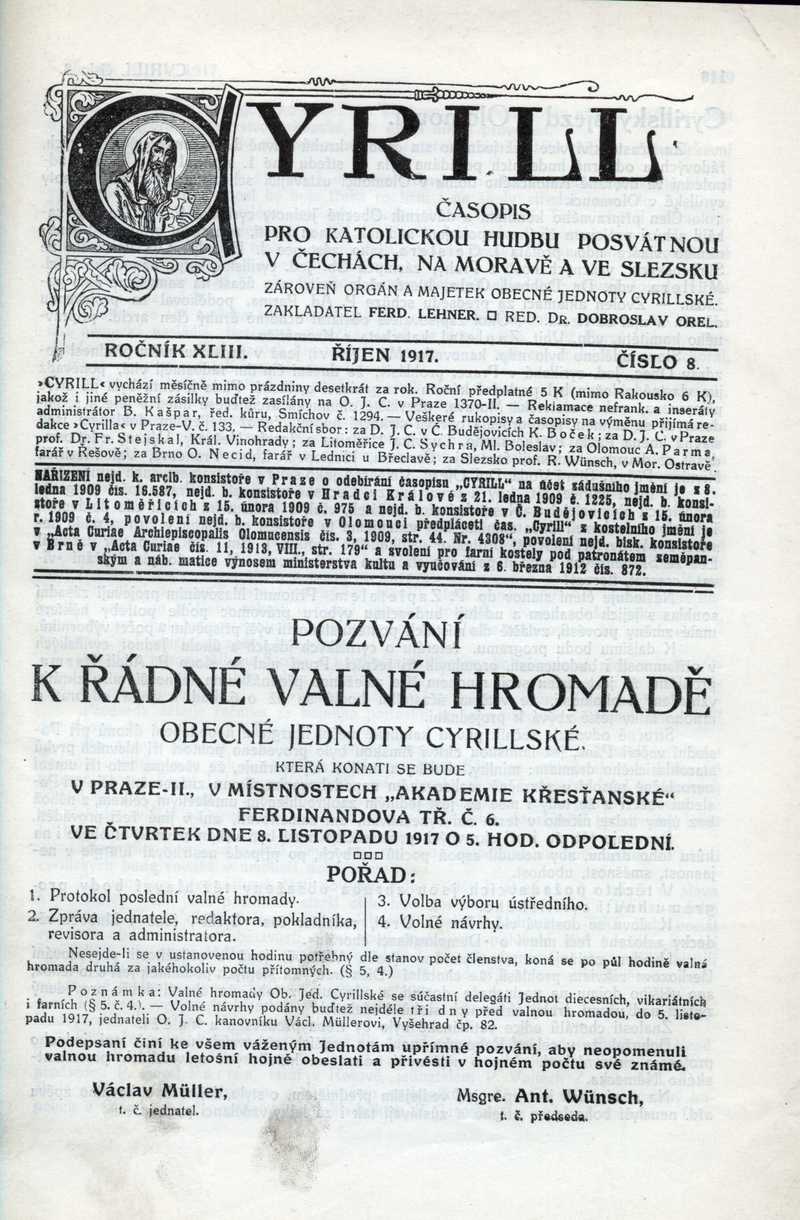 CYRILL
ČASOPIS
PRO KATOLICKOU HUDBU POSVÁTNOU
V ČECHÁCH, NA MORAVĚ A VE SLEZSKU
ZÁROVEŇ ORGÁN A MAJETEK OBECNÉ JEDNOTY CYRILLSKÉ.
ZAKLADATEL FERD. LEHNER. □ RED. DR. DOBROSLAV OREL.
ROČNÍK XLIII. ŘÍJEN 1917. ČÍSLO 8.
»CYRILL« vychází měsíčně mimo prázdniny desetkrát za rok. Roční předplatné 5 K (mimo Rakousko 6 K),
jakož i jiné peněžní zásilky buďtež zasílány na O. J. C. v Praze 1370-II. — Reklamace nefrank. a inseráty
administrátor B. Kašpar, řed. kůru, Smíchov č. 1294. — Veškeré rukopisy a časopisy na výměnu přijímá re-
dakce »Cyrilla« v Praze-V. č. 133. — Redakční sbor: za D. J. C. v Č. Budějovicích K. Boček; za D. J. C. v Praze
prof. Dr. Fr. Stejskal, Král. Vinohrady; za Litoměřice J. C. Sychra, Ml. Boleslav; za Olomouc A. Parma,
farář v Rešově; za Brno O. Necid, farář v Lednici u Břeclavě; za Slezsko prof. R. Wünsch, v Mor. Ostravě.
NAŘÍZENÍ nejd. k. arcib. konsistoře v Praze o odebírání časopisu „CYRILL“ na účet zádušního jmění je z 8.
ledna 1909 čís. 16.587, nejd. b. konsistoře v Hradci Králové z 21. ledna 1909 č. 1225, nejd. b. konsi-
stoře v Litoměřicích z 15. února 1909 č. 975 a nejd. b. konsistoře v Č. Budějovicích z 15. února
r. 1909 č. 4, povolení nejd. b. konsistoře v Olomouci předpláceti čas. „Cyrill“ z kostelního jmění je
v „Acta Curiae Archiepiscopalis Olomucensis čís. 3, 1909, str. 44. Nr. 4308“, povolení nejd. bisk. konsistoře
v Brně v „Acta Curiae čís. 11, 1913, VIII., str. 179“ a svolení pro farní kostely pod patronátem zeměpan-
ským a náb. matice výnosem ministerstva kultu a vyučování z 6. března 1912 čís. 872.
POZVÁNÍ
K ŘÁDNÉ VALNÉ HROMADĚ
OBECNÉ JEDNOTY CYRILLSKÉ.
KTERÁ KONATI SE BUDE
V PRAZE-II., V MÍSTNOSTECH „AKADEMIE KŘESŤANSKÉ“
FERDINANDOVA TŘ. Č. 6.
VE ČTVRTEK DNE 8. LISTOPADU 1917 O 5. HOD. ODPOLEDNÍ.
□□□
POŘAD:
1. Protokol poslední valné hromady.
2. Zpráva jednatele, redaktora, pokladníka,
revisora a administratora.
3. Volba výboru ústředního.
4. Volné návrhy.
Nesejde-li se v ustanovenou hodinu potřebný dle stanov počet členstva, koná se po půl hodině valná
hromada druhá za jakéhokoliv počtu přítomných. (§ 5, 4.)
Poznámka: Valné hromady Ob. Jed. Cyrillské se súčastní delegáti Jednot diecesních, vikariátních
i farních (§ 5. č. 4.). — Volné návrhy podány buďtež nejdéle tři dny před valnou hromadou, do 5. listo-
padu 1917, jednateli O. J. C. kanovníku Václ. Müllerovi, Vyšehrad čp. 82.
Podepsaní činí ke všem váženým Jednotám upřímné pozvání, aby neopomenuli
valnou hromadu letošní hojně obeslati a přivésti v hojném počtu své známé.
Václav Müller,
t. č. jednatel.
Msgre. Ant. Wünsch,
t. č. předseda.